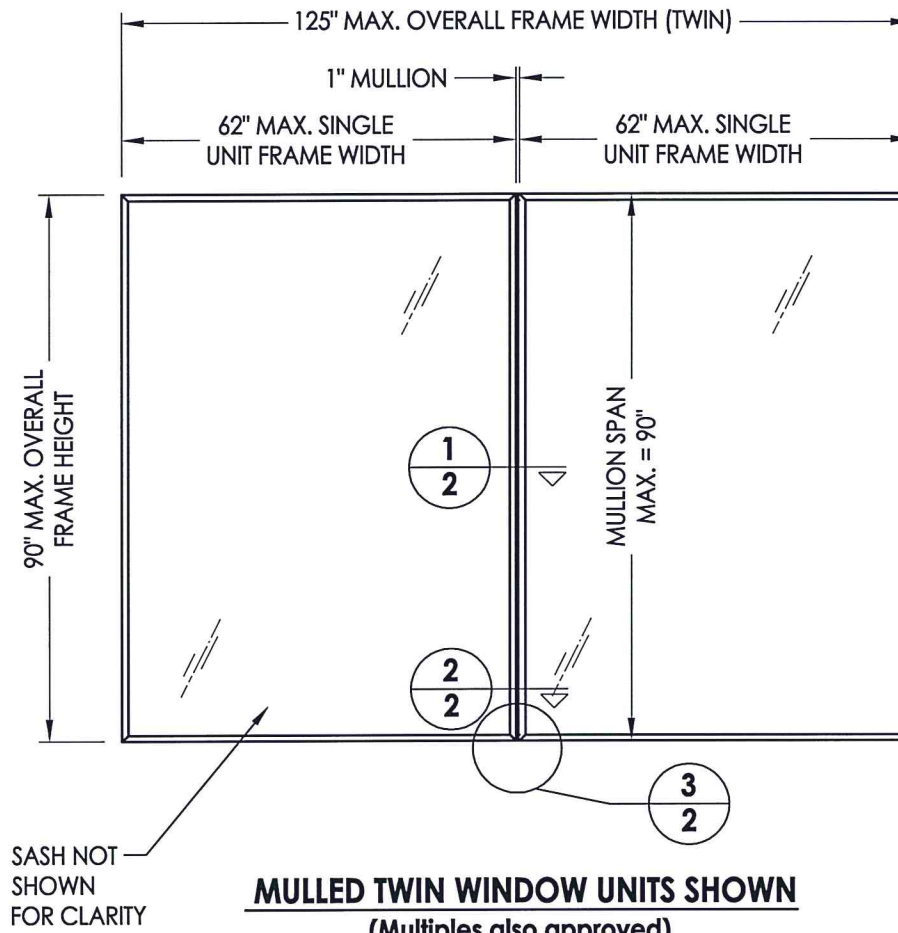 125" MAX. OVERALL FRAME WIDTH (TWIN)
1" MULLION
62" MAX. SINGLE
UNIT FRAME WIDTH
62" MAX. SINGLE
UNIT FRAME WIDTH
90" MAX. OVERALL
FRAME HEIGHT
MULLION SPAN
MAX. = 90"
1
2
2
2
3
2
SASH NOT
SHOWN
FOR CLARITY
MULLED TWIN WINDOW UNITS SHOWN
(Multiples also approved)